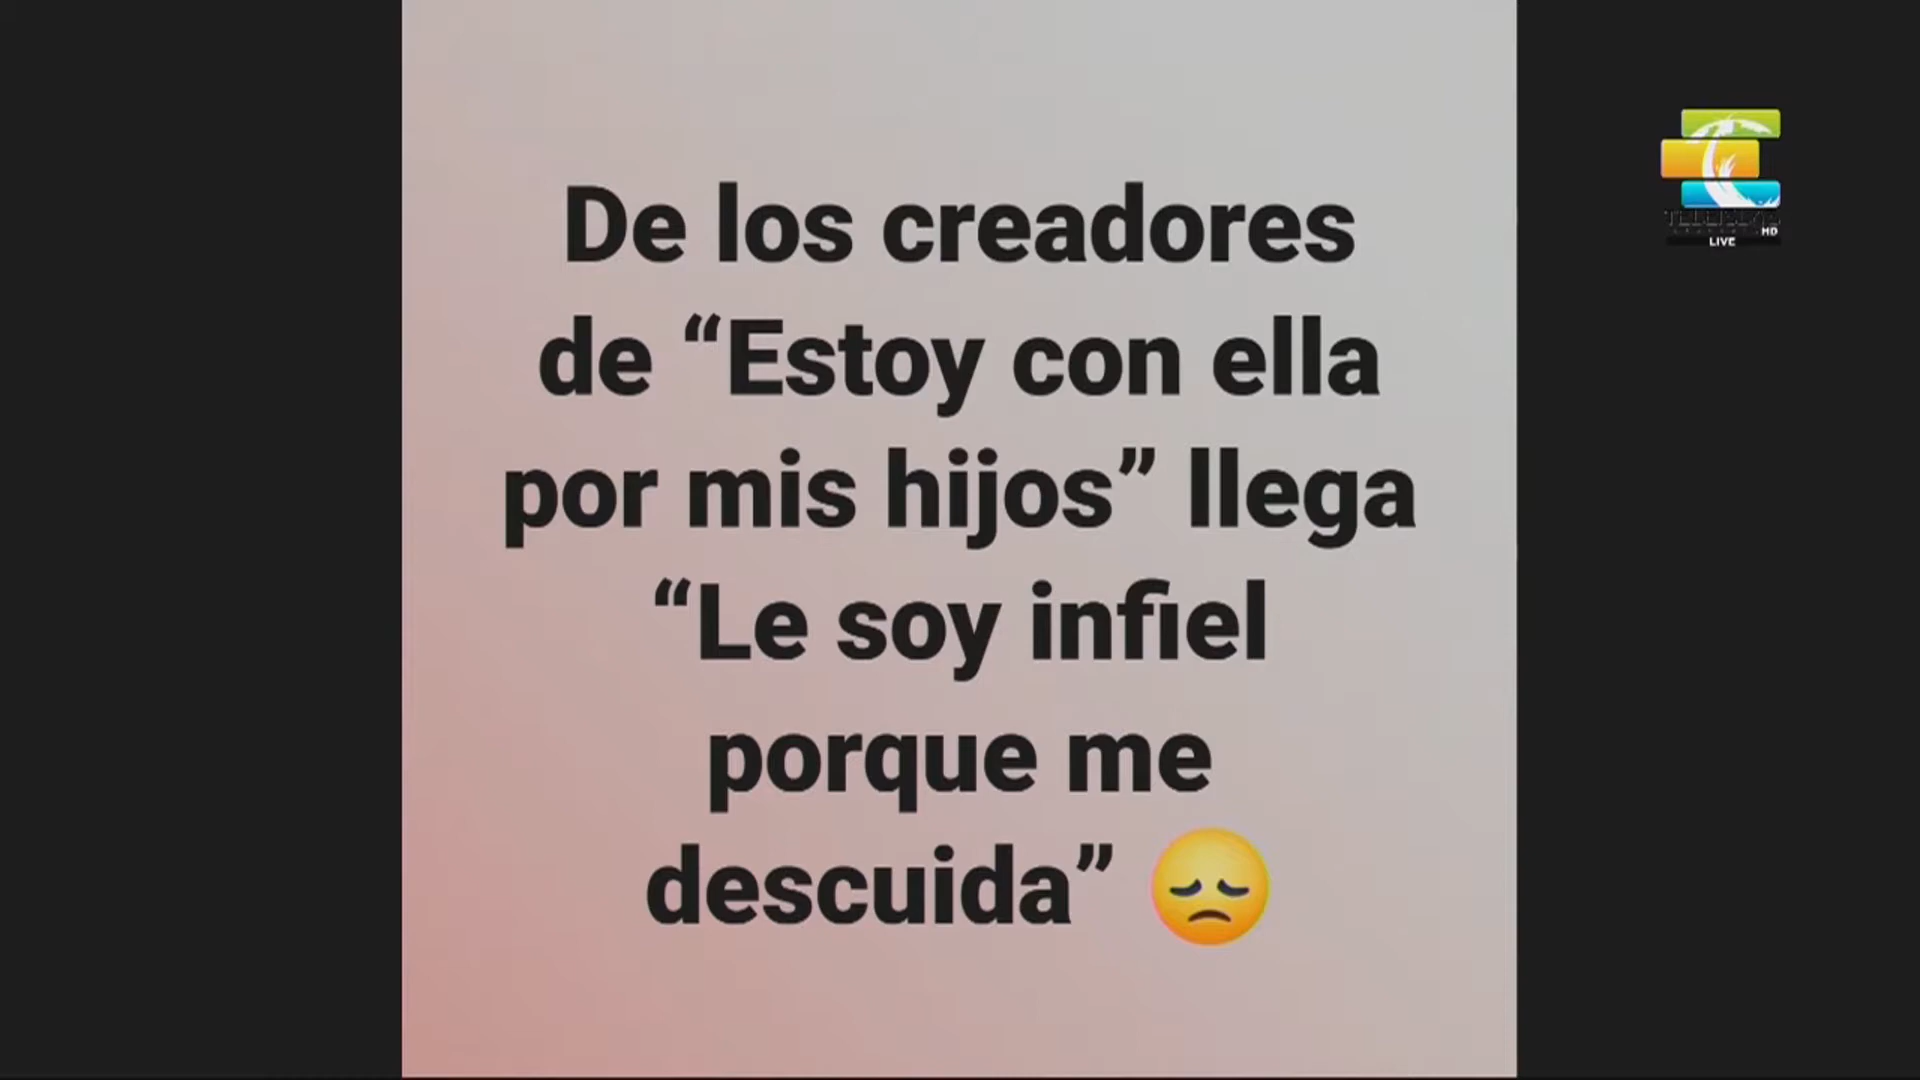 De los creadores
de “Estoy con ella
por mis hijos” llega
“Le soy infiel
porque me
descuida” 😞
HD
LIVE